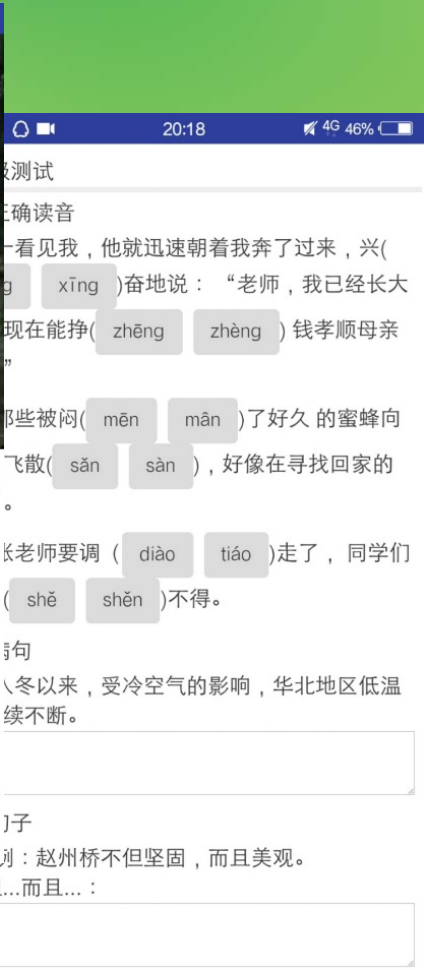 20:18 4G 46%
测试
确读音
一看见我，他就迅速朝着我奔了过来，兴(
g xīng )奋地说： “老师，我已经长大
现在能挣( zhēng zhèng ) 钱孝顺母亲
”
那些被闷( mēn mân )了好久 的蜜蜂向
飞散( sǎn sàn )，好像在寻找回家的
。
张老师要调（ diào tiáo )走了， 同学们
( shě shěn )不得。
句
入冬以来，受冷空气的影响，华北地区低温
续不断。
句子
例：赵州桥不但坚固，而且美观。
...而且...：